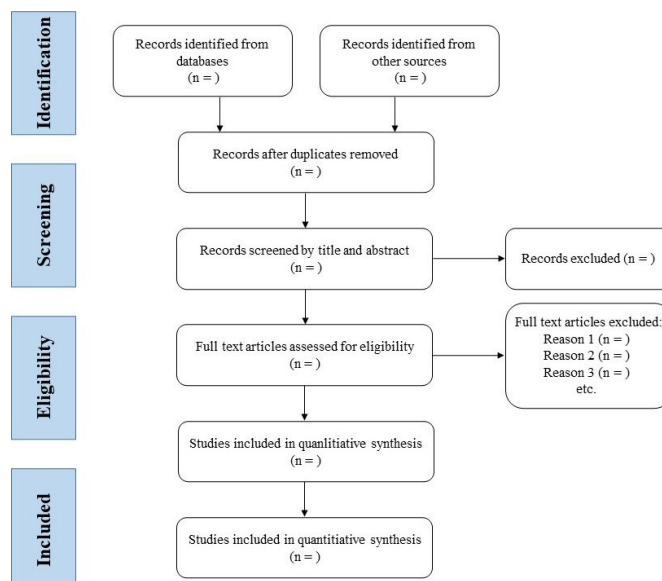 Identification
Records identified from
databases
(n = )
Records identified from
other sources
(n = )
Records after duplicates removed
(n = )
Screening
Records screened by title and abstract
(n = )
Records excluded (n = )
Eligibility
Full text articles assessed for eligibility
(n = )
Full text articles excluded:
Reason 1 (n = )
Reason 2 (n = )
Reason 3 (n = )
etc.
Studies included in quanlitiative synthesis
(n = )
Included
Studies included in quantitiative synthesis
(n = )